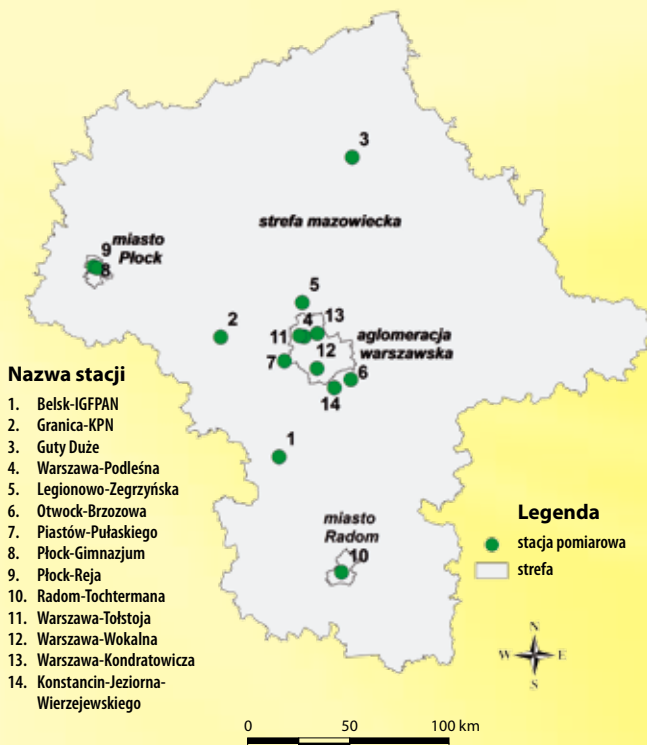 3
strefa mazowiecka
miasto
Płock
9
8
5
2
4
13
11
aglomeracja
warszawska
12
7
6
14
1
miasto
Radom
10
Nazwa stacji
1. Belsk-IGFPAN
2. Granica-KPN
3. Guty Duże
4. Warszawa-Podleśna
5. Legionowo-Zegrzyńska
6. Otwock-Brzozowa
7. Piastów-Pułaskiego
8. Płock-Gimnazjum
9. Płock-Reja
10. Radom-Tochtermana
11. Warszawa-Tołstoja
12. Warszawa-Wokalna
13. Warszawa-Kondratowicza
14. Konstancin-Jeziorna-
Wierzejewskiego
Legenda
stacja pomiarowa
strefa
N
W E
S
0 50 100 km